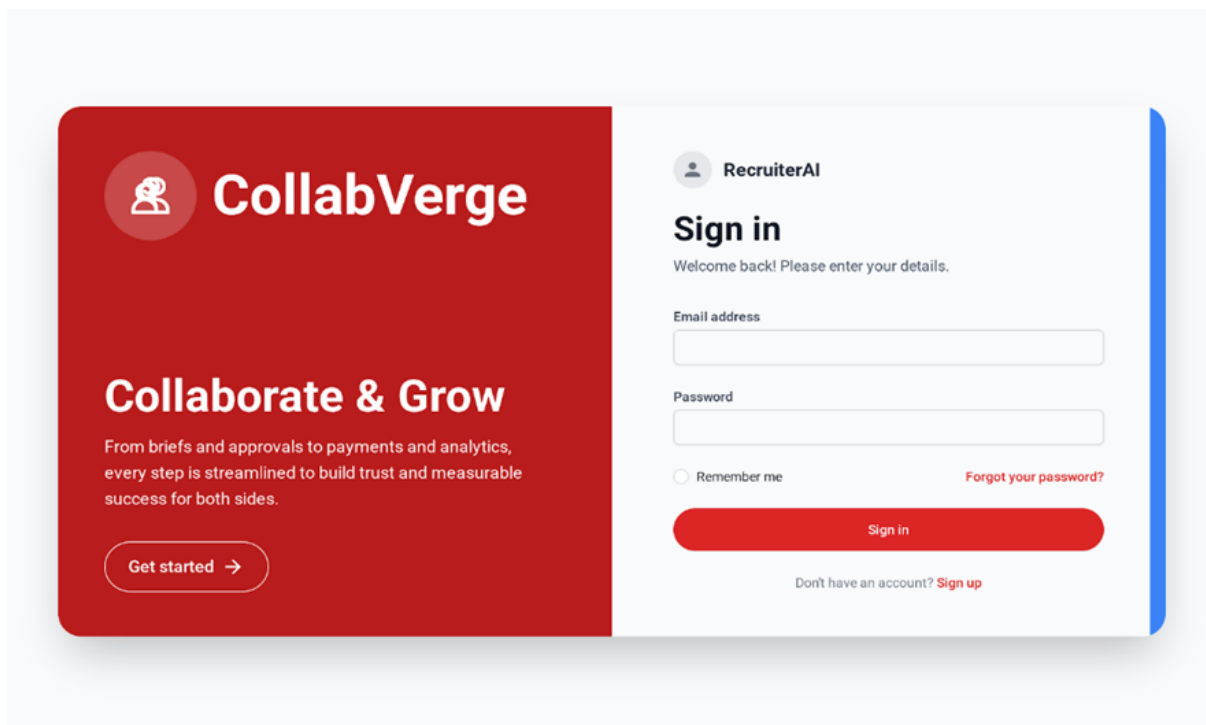 CollabVerge
Collaborate & Grow
From briefs and approvals to payments and analytics,
every step is streamlined to build trust and measurable
success for both sides.
Get started
RecruiterAI
Sign in
Welcome back! Please enter your details.
Email address
Password
Remember me
Forgot your password?
Sign in
Don't have an account? Sign up